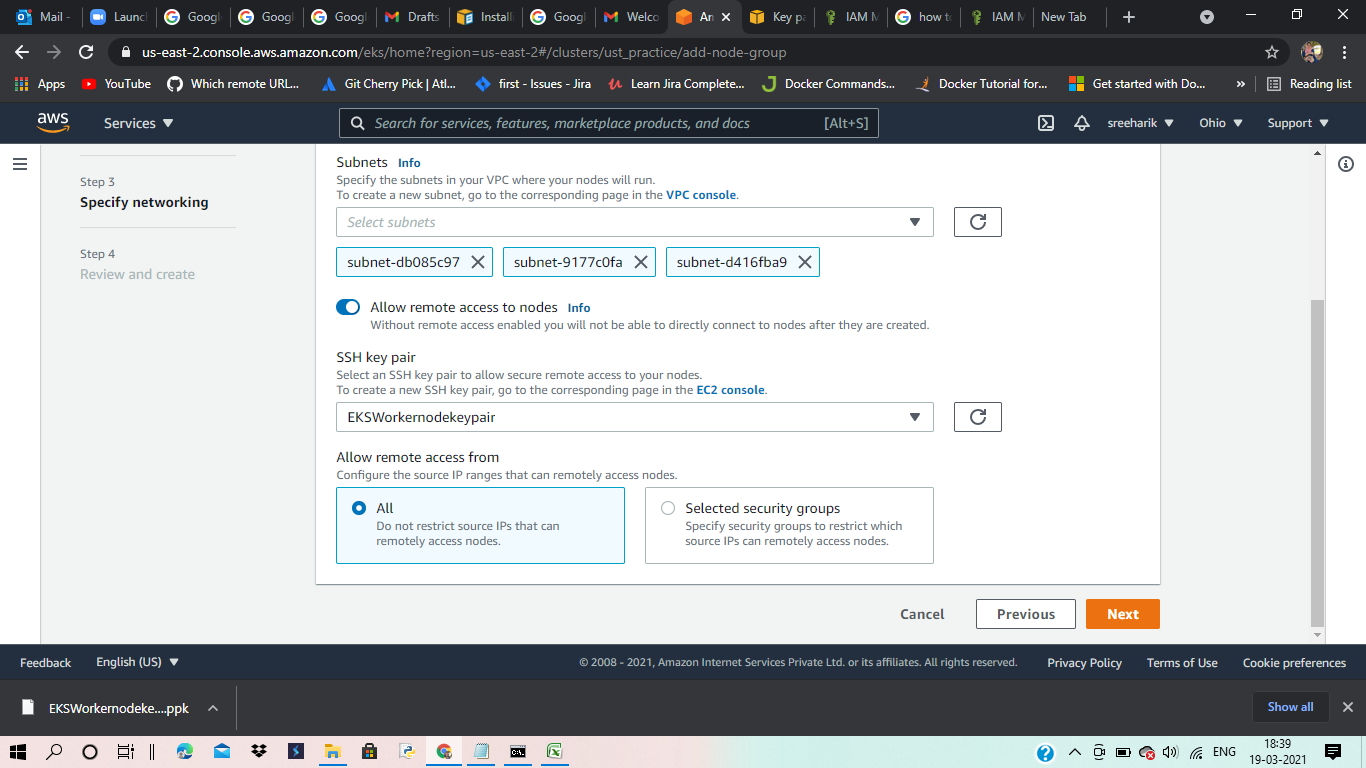 Mail -
Launc
Googl
Googl
Googl
Drafts
Installi
Googl
Welco
An
Key pa
IAM M
how to
IAM M
New Tab
us-east-2.console.aws.amazon.com/eks/home?region=us-east-2#/clusters/ust_practice/add-node-group
Apps
YouTube
Which remote URL...
Git Cherry Pick | Atl...
first - Issues - Jira
Learn Jira Complete...
Docker Commands...
Docker Tutorial for...
Get started with Do...
»
Reading list
aws
Services
Search for services, features, marketplace products, and docs
[Alt+S]
sreeharik
Ohio
Support
Step 3
Specify networking
Step 4
Review and create
Subnets Info
Specify the subnets in your VPC where your nodes will run.
To create a new subnet, go to the corresponding page in the VPC console.
Select subnets
subnet-db085c97
subnet-9177c0fa
subnet-d416fba9
Allow remote access to nodes Info
Without remote access enabled you will not be able to directly connect to nodes after they are created.
SSH key pair
Select an SSH key pair to allow secure remote access to your nodes.
To create a new SSH key pair, go to the corresponding page in the EC2 console.
EKSWorkernodekeypair
Allow remote access from
Configure the source IP ranges that can remotely access nodes.
All
Do not restrict source IPs that can
remotely access nodes.
Selected security groups
Specify security groups to restrict which
source IPs can remotely access nodes.
Cancel
Previous
Next
Feedback
English (US)
© 2008 - 2021, Amazon Internet Services Private Ltd. or its affiliates. All rights reserved.
Privacy Policy
Terms of Use
Cookie preferences
EKSWorkernodeke....ppk
Show all
ENG
18:39
19-03-2021